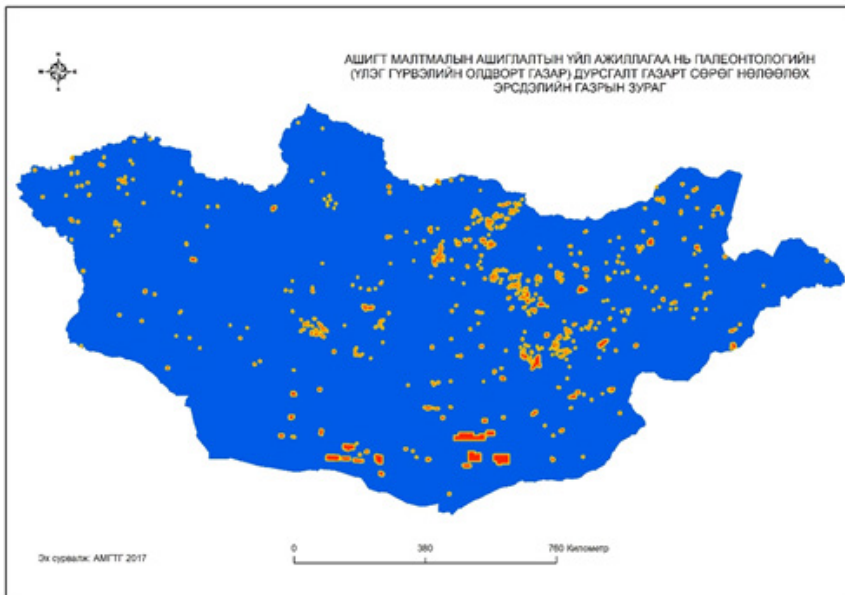 АШИГТ МАЛТМАЛЫН АШИГЛАЛТЫН ҮЙЛ АЖИЛЛАГАА НЬ ПАЛЕОНТОЛОГИЙН
(ҮЛЭГ ГҮРВЭЛИЙН ОЛДВОРТ ГАЗАР) ДУРСГАЛТ ГАЗАРТ СӨРӨГ НӨЛӨӨЛӨХ
ЭРСДЭЛИЙН ГАЗРЫН ЗУРАГ
Эх сурвалж: АМГТГ 2017
0 380 760 Километр